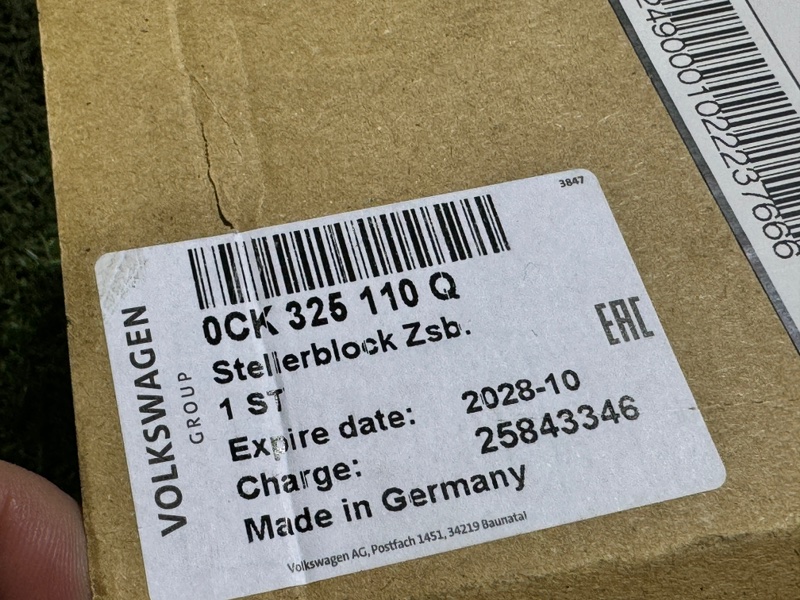 2490001022237666
3847
0CK 325 110 Q
Stellerblock Zsb.
1 ST
EAC
Expire date: 2028-10
Charge: 25843346
Made in Germany
Volkswagen AG, Postfach 1451, 34219 Baunatal
VOLKSWAGEN
GROUP